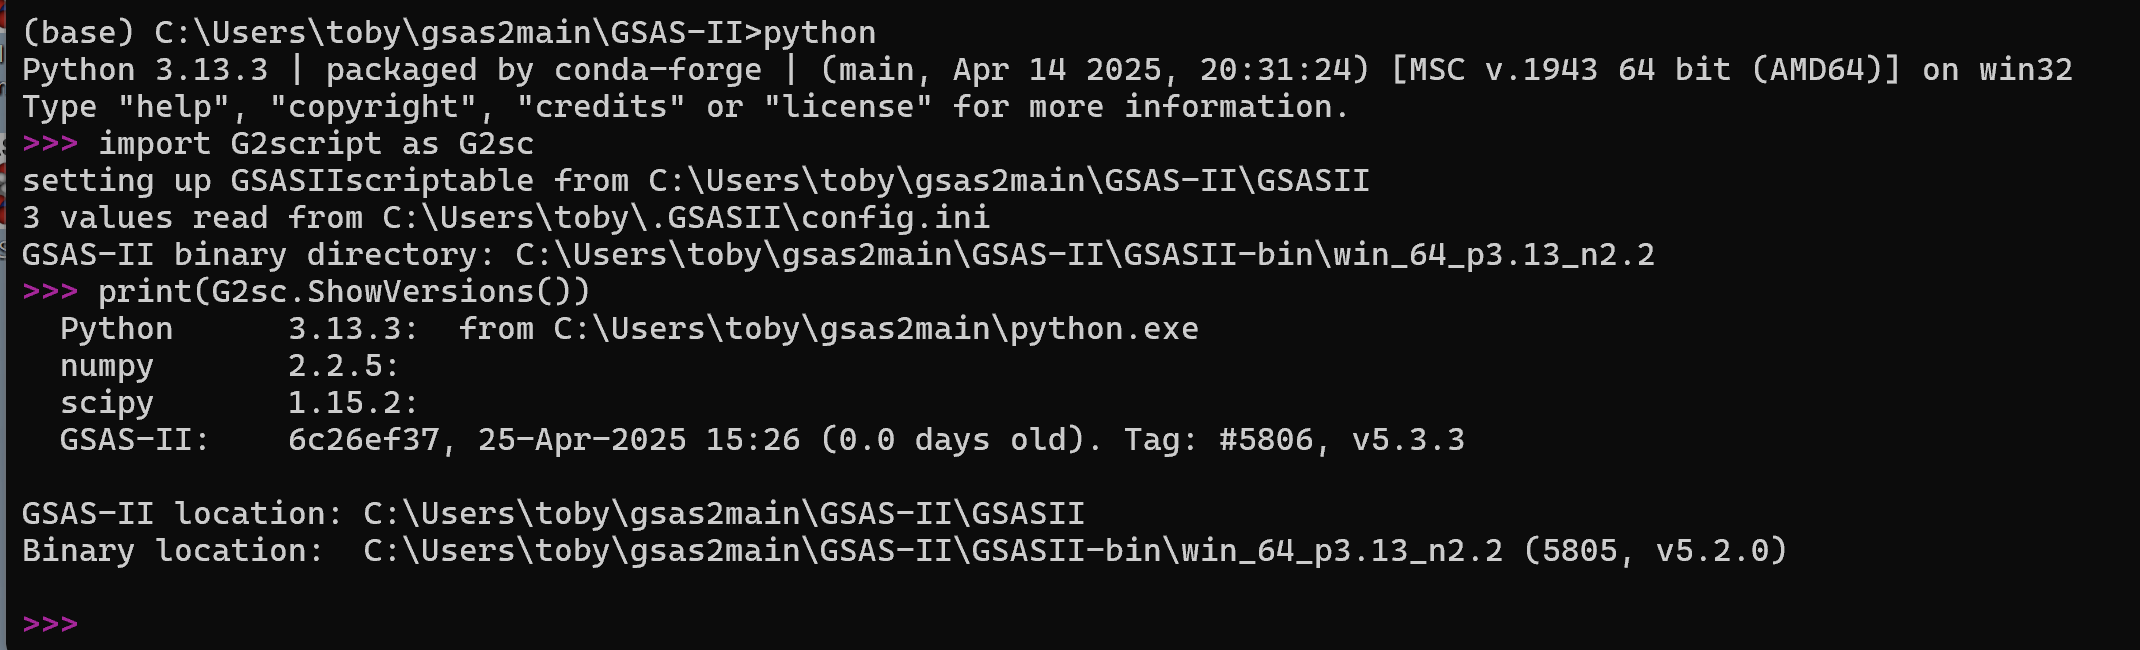 (base) C:\Users\toby\gsas2main\GSAS-II>python
Python 3.13.3 | packaged by conda-forge | (main, Apr 14 2025, 20:31:24) [MSC v.1943 64 bit (AMD64)] on win32
Type "help", "copyright", "credits" or "license" for more information.
>>> import G2script as G2sc
setting up GSASIIscriptable from C:\Users\toby\gsas2main\GSAS-II\GSASII
3 values read from C:\Users\toby\.GSASII\config.ini
GSAS-II binary directory: C:\Users\toby\gsas2main\GSAS-II\GSASII-bin\win_64_p3.13_n2.2
>>> print(G2sc.ShowVersions())
  Python      3.13.3:  from C:\Users\toby\gsas2main\python.exe
  numpy       2.2.5:
  scipy       1.15.2:
  GSAS-II:    6c26ef37, 25-Apr-2025 15:26 (0.0 days old). Tag: #5806, v5.3.3
GSAS-II location: C:\Users\toby\gsas2main\GSAS-II\GSASII
Binary location:  C:\Users\toby\gsas2main\GSAS-II\GSASII-bin\win_64_p3.13_n2.2 (5805, v5.2.0)
>>>